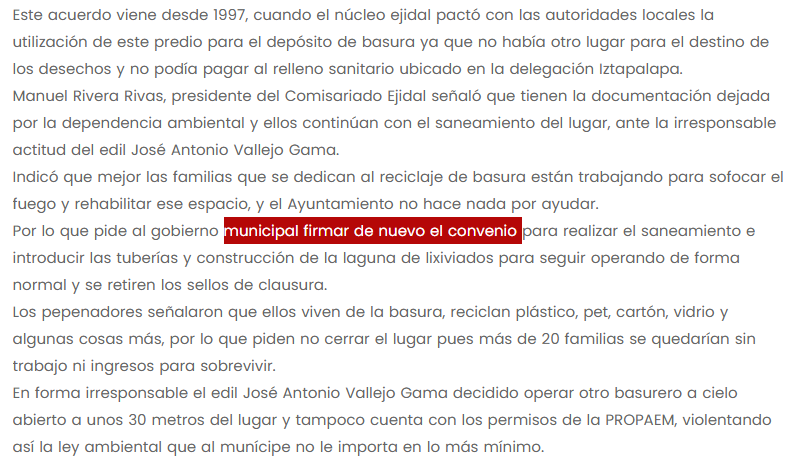 Este acuerdo viene desde 1997, cuando el núcleo ejidal pactó con las autoridades locales la
utilización de este predio para el depósito de basura ya que no había otro lugar para el destino de
los desechos y no podía pagar al relleno sanitario ubicado en la delegación Iztapalapa.
Manuel Rivera Rivas, presidente del Comisariado Ejidal señaló que tienen la documentación dejada
por la dependencia ambiental y ellos continúan con el saneamiento del lugar, ante la irresponsable
actitud del edil José Antonio Vallejo Gama.
Indicó que mejor las familias que se dedican al reciclaje de basura están trabajando para sofocar el
fuego y rehabilitar ese espacio, y el Ayuntamiento no hace nada por ayudar.
Por lo que pide al gobierno municipal firmar de nuevo el convenio para realizar el saneamiento e
introducir las tuberías y construcción de la laguna de lixiviados para seguir operando de forma
normal y se retiren los sellos de clausura.
Los pepenadores señalaron que ellos viven de la basura, reciclan plástico, pet, cartón, vidrio y
algunas cosas más, por lo que piden no cerrar el lugar pues más de 20 familias se quedarían sin
trabajo ni ingresos para sobrevivir.
En forma irresponsable el edil José Antonio Vallejo Gama decidido operar otro basurero a cielo
abierto a unos 30 metros del lugar y tampoco cuenta con los permisos de la PROPAEM, violentando
así la ley ambiental que al munícipe no le importa en lo más mínimo.